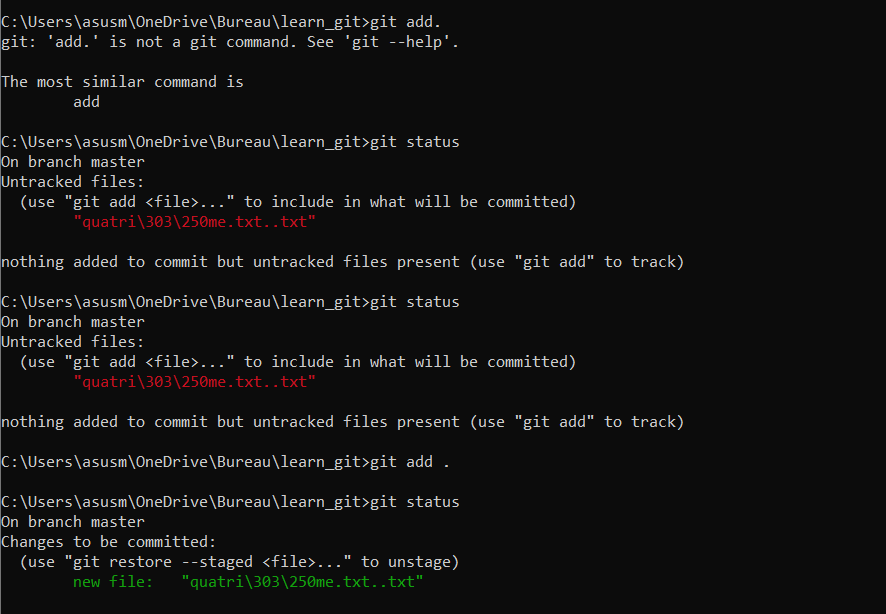 C:\Users\asusm\OneDrive\Bureau\learn_git>git add.
git: 'add.' is not a git command. See 'git --help'.
The most similar command is
add
C:\Users\asusm\OneDrive\Bureau\learn_git>git status
On branch master
Untracked files:
(use "git add <file>..." to include in what will be committed)
"quatri\303\250me.txt..txt"
nothing added to commit but untracked files present (use "git add" to track)
C:\Users\asusm\OneDrive\Bureau\learn_git>git status
On branch master
Untracked files:
(use "git add <file>..." to include in what will be committed)
"quatri\303\250me.txt..txt"
nothing added to commit but untracked files present (use "git add" to track)
C:\Users\asusm\OneDrive\Bureau\learn_git>git add .
C:\Users\asusm\OneDrive\Bureau\learn_git>git status
On branch master
Changes to be committed:
(use "git restore --staged <file>..." to unstage)
new file:   "quatri\303\250me.txt..txt"